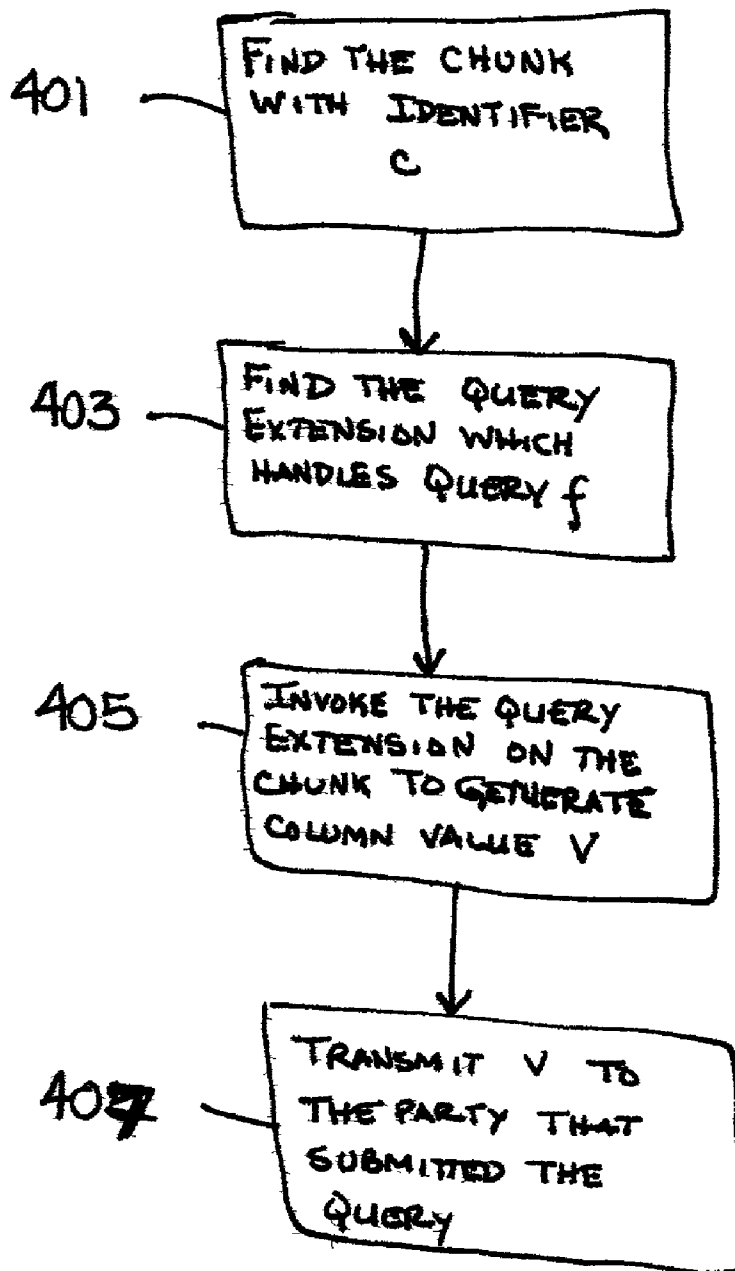 401
FIND THE CHUNK
WITH IDENTIFIER
C
403
FIND THE QUERY
EXTENSION WHICH
HANDLES QUERY f
405
INVOKE THE QUERY
EXTENSION ON THE
CHUNK TO GENERATE
COLUMN VALUE V
407
TRANSMIT V TO
THE PARTY THAT
SUBMITTED THE
QUERY